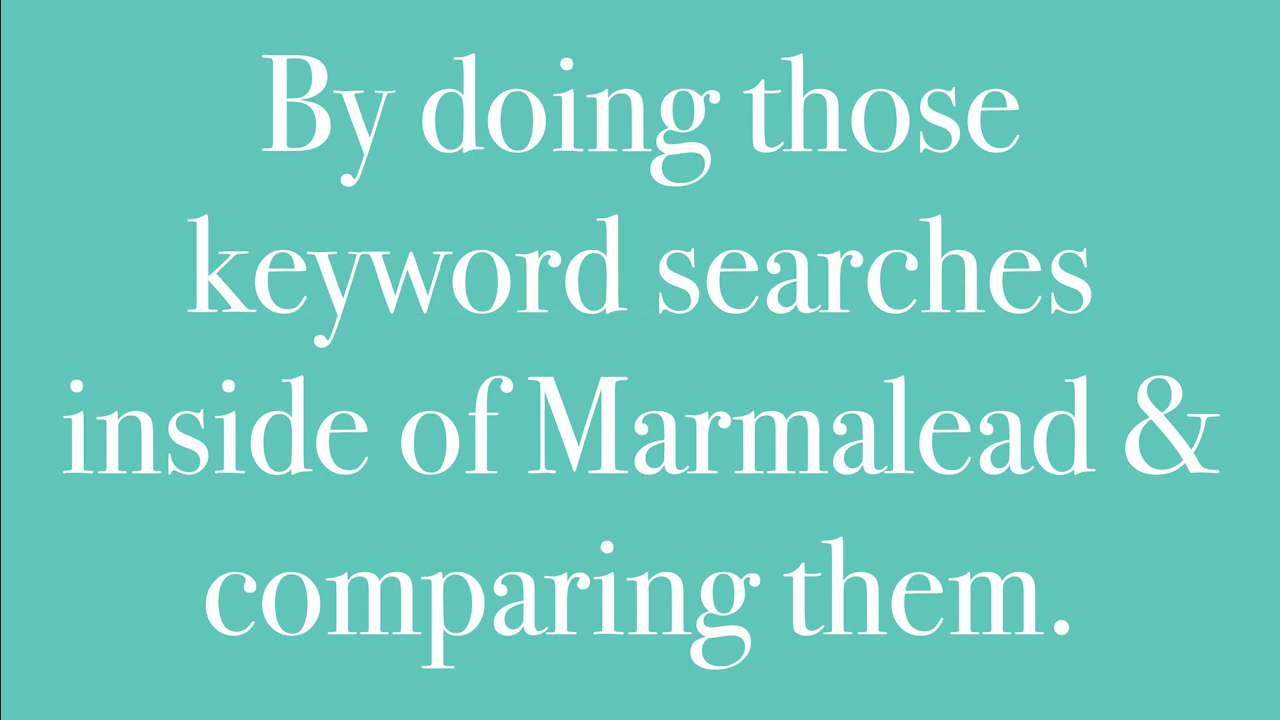 By doing those
keyword searches
inside of Marmalead &
comparing them.